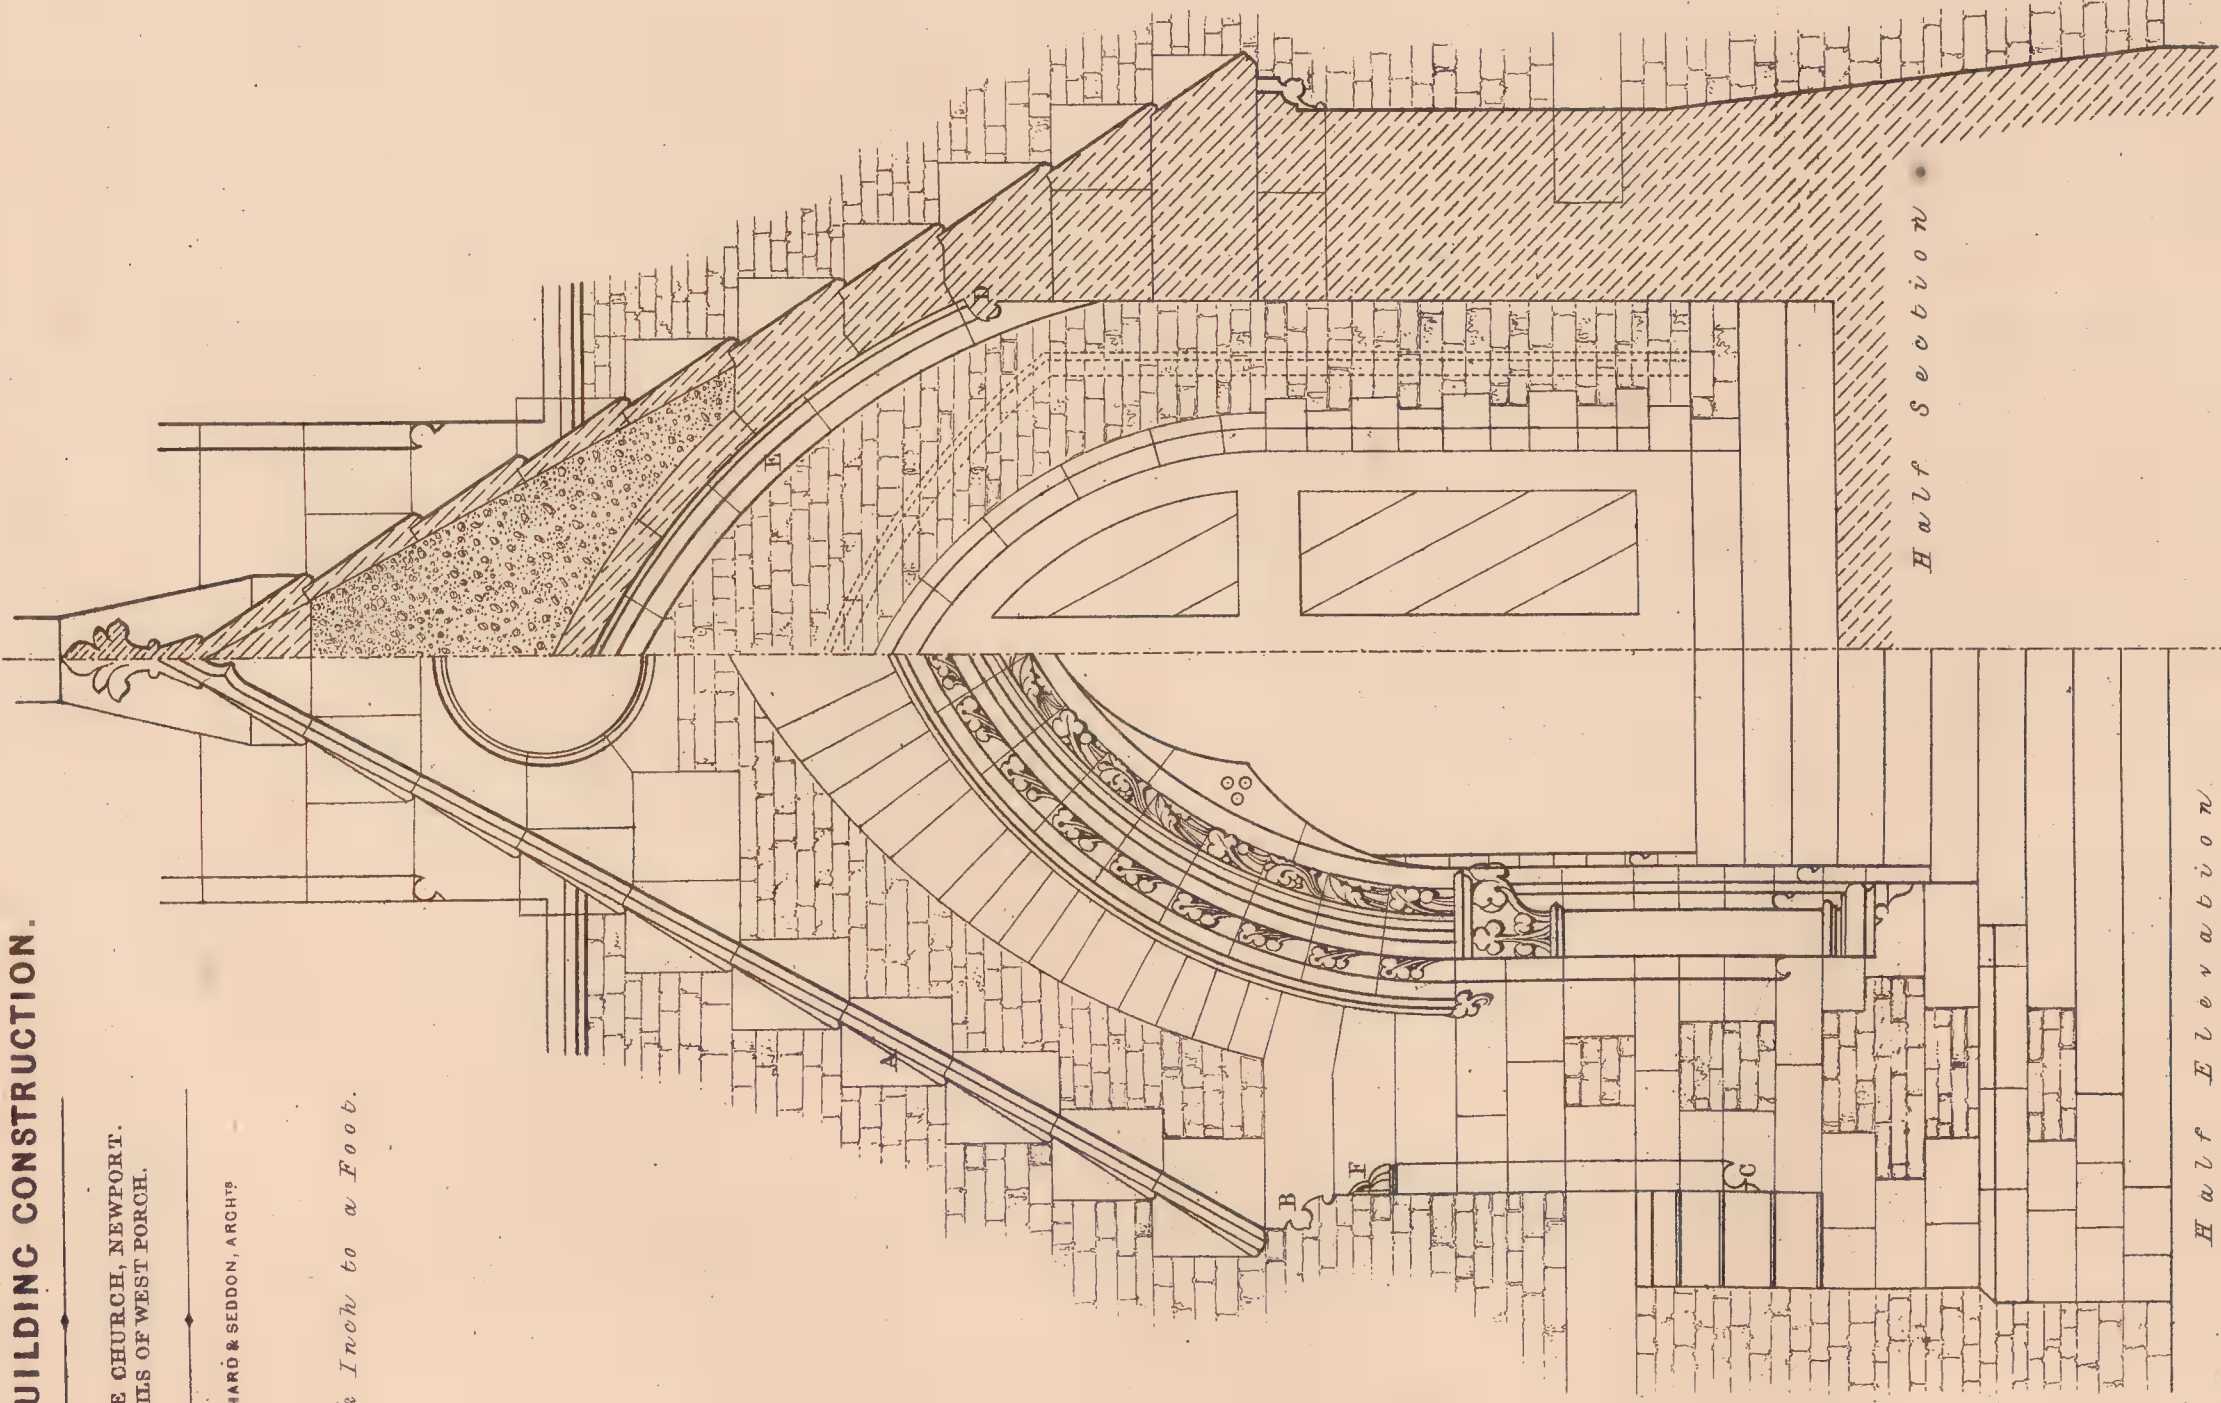 UILDING CONSTRUCTION.
E CHURCH, NEWPORT.
ILS OF WEST PORCH.
HARD & SEDDON, ARCHTS
Inch to a Foot.
E
A
B
F
C
Half Section
Half Elevation